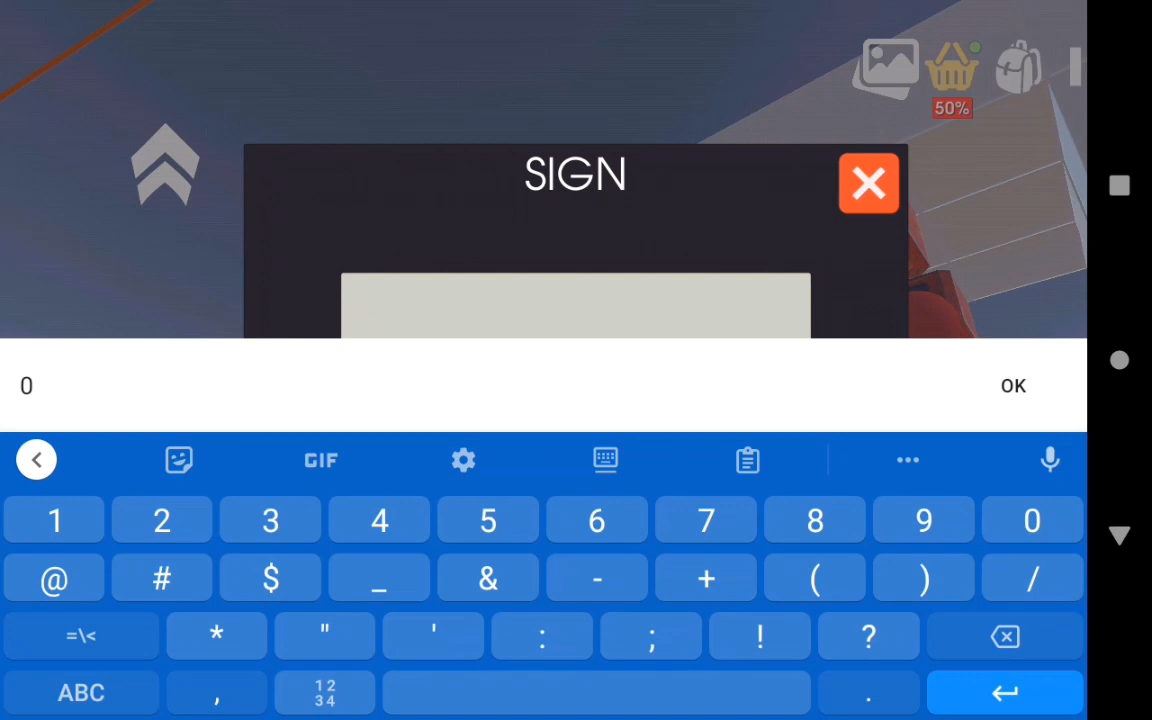 50%
SIGN
0
OK
GIF
1 2 3 4 5 6 7 8 9 0
@ # $ _ & - + ( ) /
=\< * " ' : ; ! ?
ABC , 12 .
34